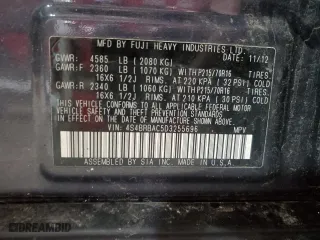 MFD BY FUJI HEAVY INDUSTRIES LTD. 11/12
GVWR: 4585 LB (2080 KG)
GAWR:F 2360 LB (1070 KG) WITH P215/70R16 TIRES,
16X6 1/2J RIMS, AT 220 KPA (32 PSI) COLD
GAWR:R 2340 LB (1060 KG) WITH P215/70R16 TIRES,
16X6 1/2J RIMS, AT 210 KPA (30 PSI) COLD
THIS VEHICLE CONFORMS TO ALL APPLICABLE FEDERAL
MOTOR VEHICLE SAFETY AND THEFT PREVENTION
STANDARDS IN EFFECT ON THE DATE OF
MANUFACTURE SHOWN ABOVE.
VIN: 4S4BRBAC5D3255696 MPV
ASSEMBLED BY SIA INC. MADE IN U.S.A.
© IDREAMBID